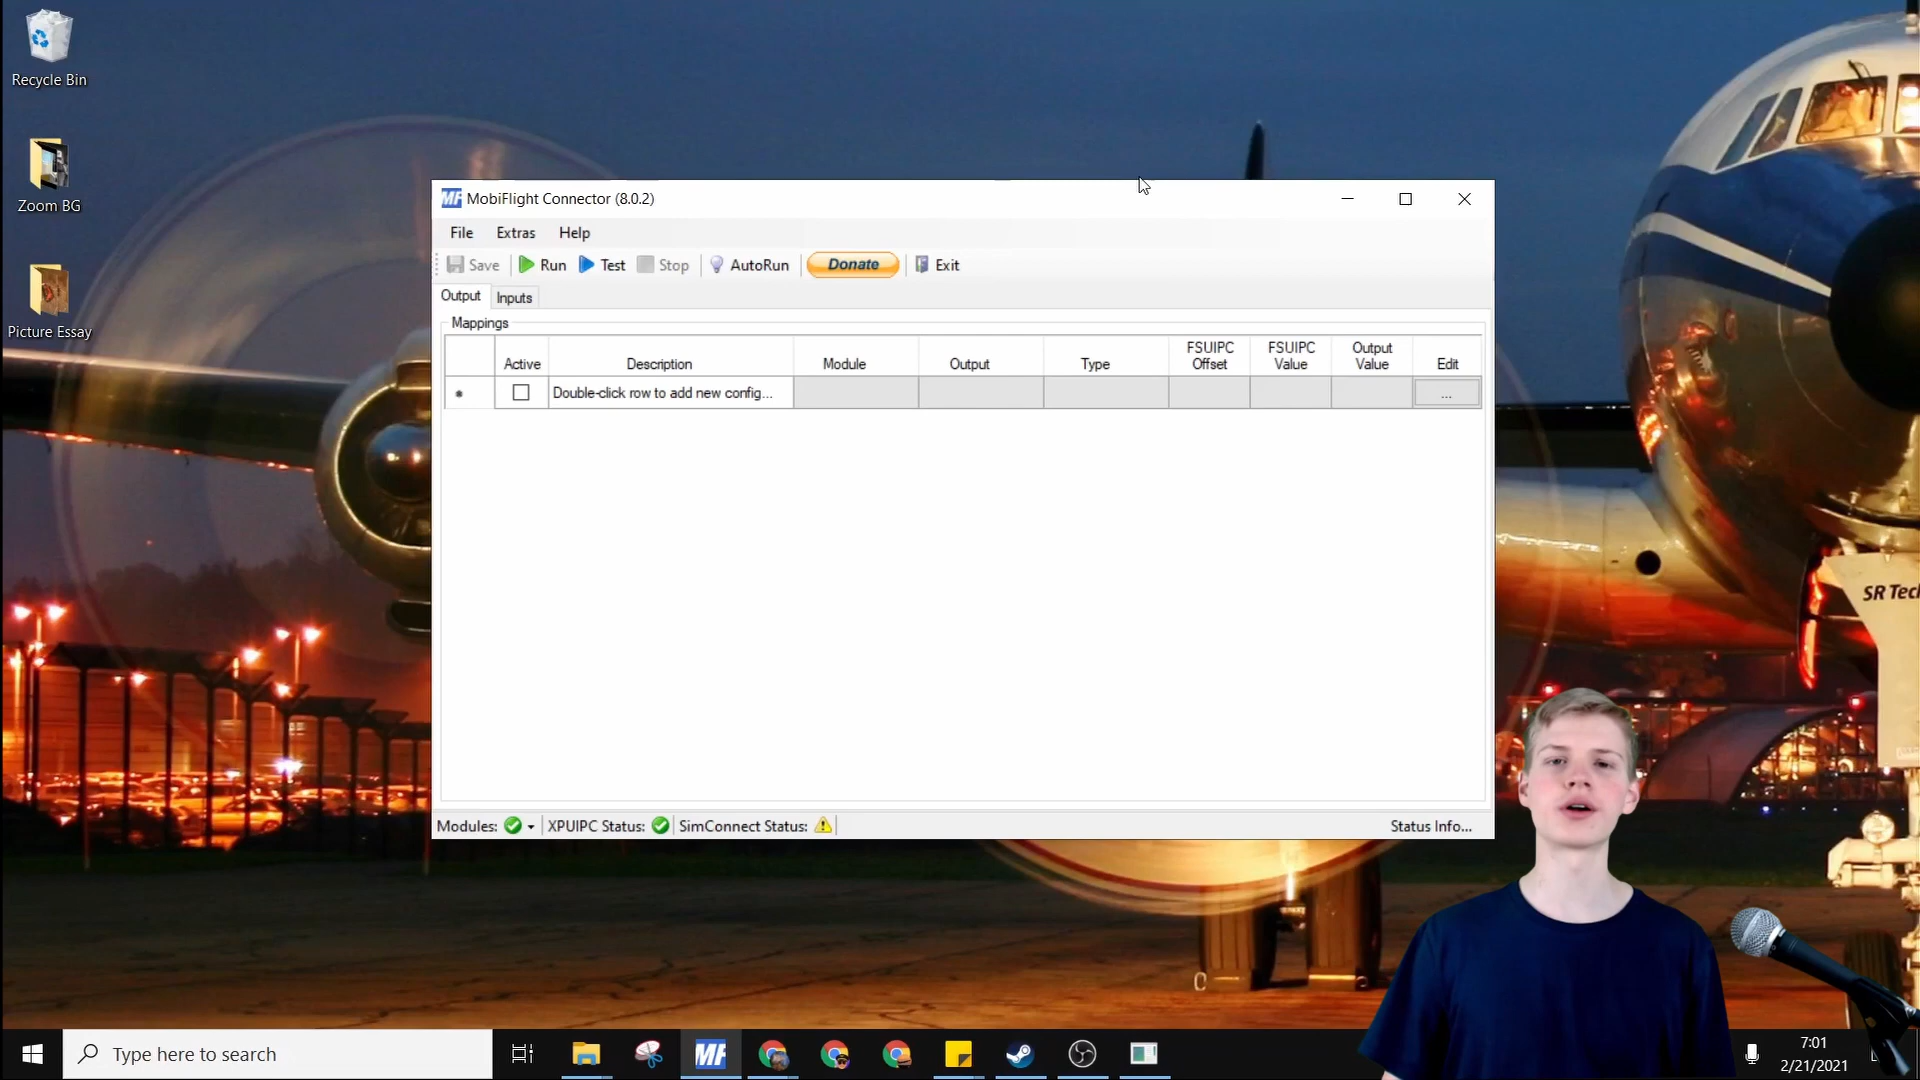 Recycle Bin
Zoom BG
Picture Essay
MF MobiFlight Connector (8.0.2)
File Extras Help
Save Run Test Stop AutoRun Donate Exit
Output Inputs
Mappings
Active Description Module Output Type FSUIPC Offset FSUIPC Value Output Value Edit
Double-click row to add new config... ...
Modules: XPUIPC Status: SimConnect Status: Status Info...
SR Tec
Type here to search
MF
7:01
2/21/2021